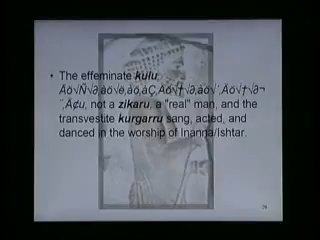 • The effeminate kulu,
not a zikaru, a "real" man, and the
transvestite kurgarru sang, acted, and
danced in the worship of Inanna/Ishtar.